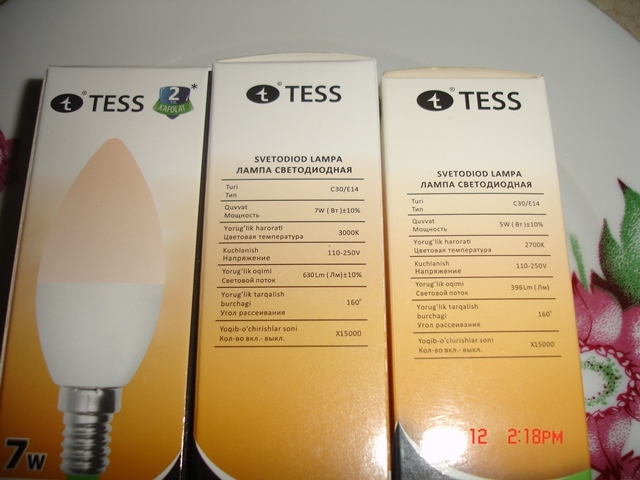 TESS
2
YIL
KAFOLAT
*
7W
TESS
SVETODIOD LAMPA
ЛАМПА СВЕТОДИОДНАЯ
Turi
Тип
C30/E14
Quvvat
Мощность
7W ( Вт )±10%
Yorug'lik harorati
Цветовая температура
3000K
Kuchlanish
Напряжение
110-250V
Yorug'lik oqimi
Световой поток
630Lm ( Лм)±10%
Yorug'lik tarqalish
burchagi
Угол рассеивания
160°
Yoqib-o'chirishlar soni
Кол-во вкл.- выкл.
X15000
TESS
SVETODIOD LAMPA
ЛАМПА СВЕТОДИОДНАЯ
Turi
Тип
C30/E14
Quvvat
Мощность
5W ( Вт)±10%
Yorug'lik harorati
Цветовая температура
2700K
Kuchlanish
Напряжение
110-250V
Yorug'lik oqimi
Световой поток
396Lm ( Лм)
Yorug'lik tarqalish
burchagi
Угол рассеивания
160°
Yoqib-o'chirishlar soni
Кол-во вкл.- выкл.
X15000
12 2:18PM